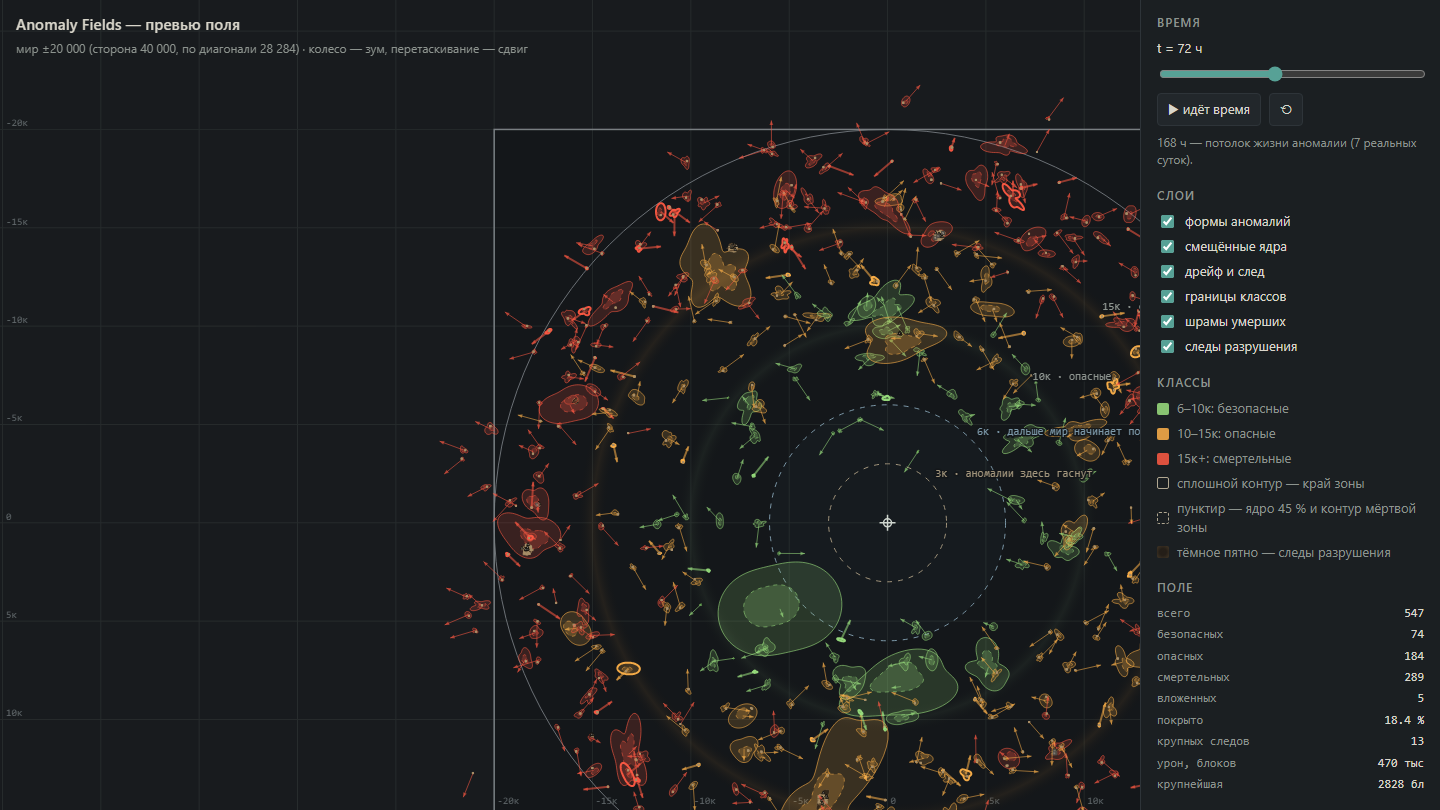 Anomaly Fields — превью поля
мир ±20 000 (сторона 40 000, по диагонали 28 284) · колесо — зум, перетаскивание — сдвиг
-20к
-15к
-10к
-5к
0
5к
10к
15к ·
10к · опасные
6к · дальше мир начинает по
3к · аномалии здесь гаснут
-20к
-15к
-10к
-5к
0
5к
10к
ВРЕМЯ
t = 72 ч
▶ идёт время
⟲
168 ч — потолок жизни аномалии (7 реальных
суток).
СЛОИ
формы аномалий
смещённые ядра
дрейф и след
границы классов
шрамы умерших
следы разрушения
КЛАССЫ
6–10к: безопасные
10–15к: опасные
15к+: смертельные
сплошной контур — край зоны
пунктир — ядро 45 % и контур мёртвой
зоны
тёмное пятно — следы разрушения
ПОЛЕ
всего 547
безопасных 74
опасных 184
смертельных 289
вложенных 5
покрыто 18.4 %
крупных следов 13
урон, блоков 470 тыс
крупнейшая 2828 бл